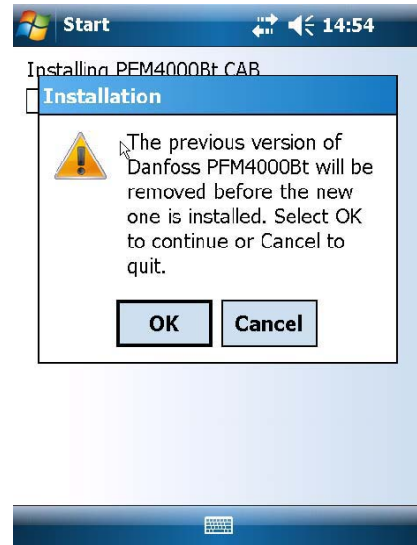 Start 14:54
Installing PFM4000Bt CAB
Installation
The previous version of
Danfoss PFM4000Bt will be
removed before the new
one is installed. Select OK
to continue or Cancel to
quit.
OK Cancel